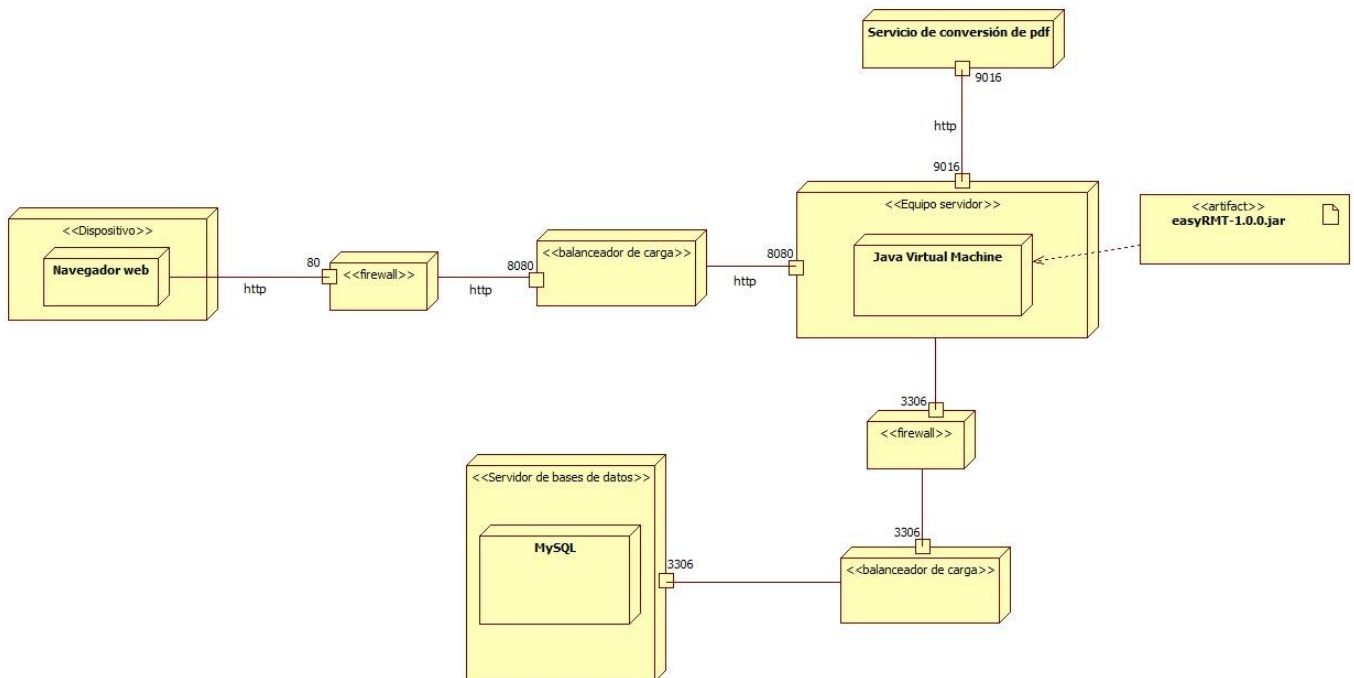 Servicio de conversión de pdf
9016
http
9016
<<Equipo servidor>>
<<artifact>>
easyRMT-1.0.0.jar
<<Dispositivo>>
Navegador web
http
80
<<firewall>>
http
8080
<<balanceador de carga>>
http
8080
Java Virtual Machine
3306
<<firewall>>
3306
<<balanceador de carga>>
<<Servidor de bases de datos>>
MySQL
3306